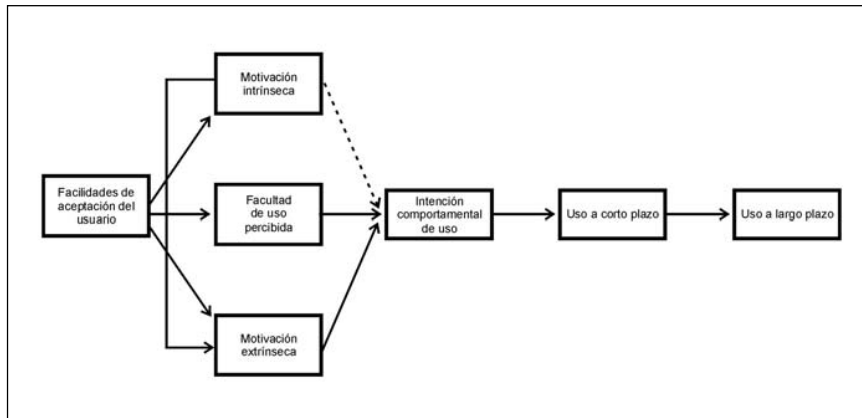 Motivación
intrínseca
Facilidades de
aceptación del
usuario
Facultad
de uso
percibida
Intención
comportamental
de uso
Uso a corto plazo
Uso a largo plazo
Motivación
extrínseca